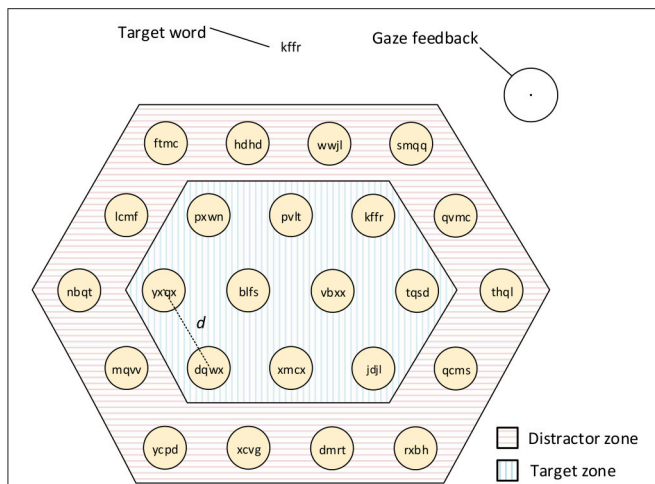 Target word
kffr
Gaze feedback
ftmc hdhd wwjl smqq
lcmf pxwn pvlt kffr qvmc
nbqt yxqx blfs vbxx tqsd thql
d
mqvv dqwx xmcx jdjl qcms
ycpd xcvg dmrt rxbh
Distractor zone
Target zone